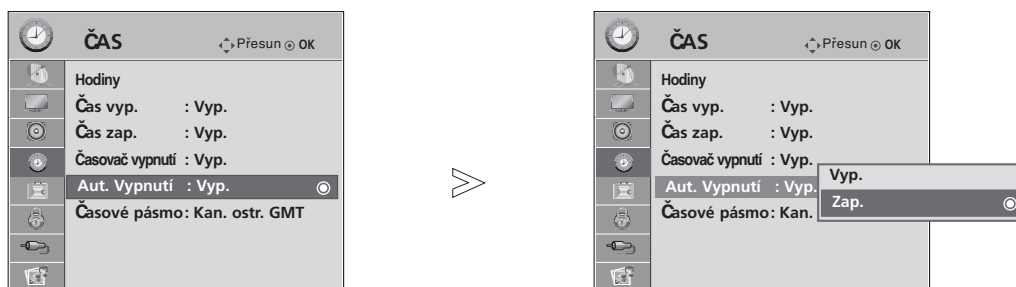 ČAS
Přesun OK
Hodiny
Čas vyp. : Vyp.
Čas zap. : Vyp.
Časovač vypnutí : Vyp.
Aut. Vypnutí : Vyp.
Časové pásmo : Kan. ostr. GMT
ČAS
Přesun OK
Hodiny
Čas vyp. : Vyp.
Čas zap. : Vyp.
Časovač vypnutí : Vyp.
Aut. Vypnutí : Vyp.
Časové pásmo : Kan.
Vyp.
Zap.